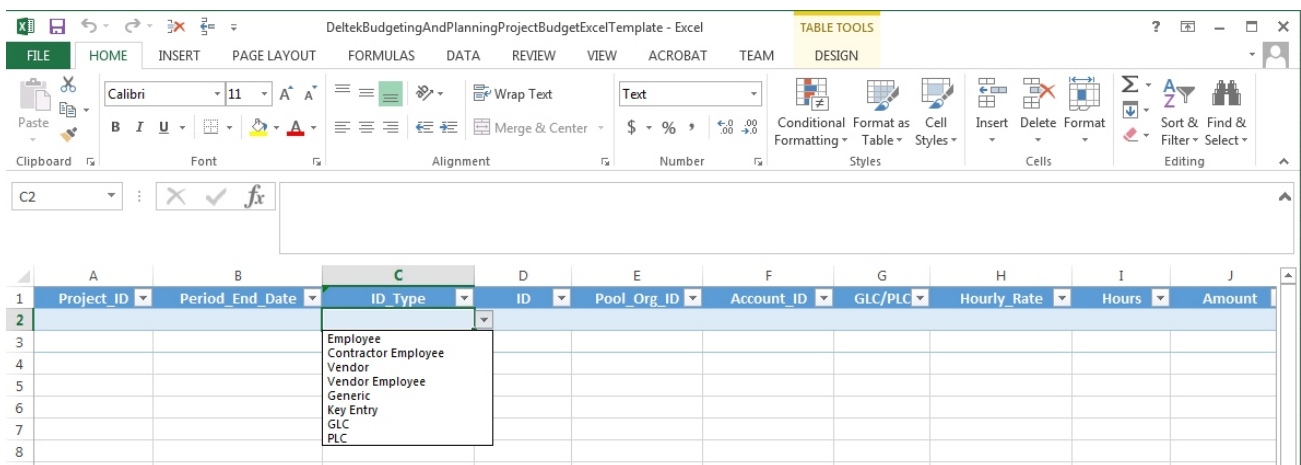 DeltekBudgetingAndPlanningProjectBudgetExcelTemplate - Excel
TABLE TOOLS
?
FILE HOME INSERT PAGE LAYOUT FORMULAS DATA REVIEW VIEW ACROBAT TEAM DESIGN
Paste
Calibri 11 A A
B I U A
Wrap Text
Merge & Center
Text
$ % , .00 .0
Conditional Formatting
Format as Table
Cell Styles
Insert Delete Format
Sort & Filter
Find & Select
Clipboard Font Alignment Number Styles Cells Editing
C2 fx
A B C D E F G H I J
1 Project_ID Period_End_Date ID_Type ID Pool_Org_ID Account_ID GLC/PLC Hourly_Rate Hours Amount
2
3
Employee
Contractor Employee
4
Vendor
5
Vendor Employee
Generic
6
Key Entry
7
GLC
PLC
8